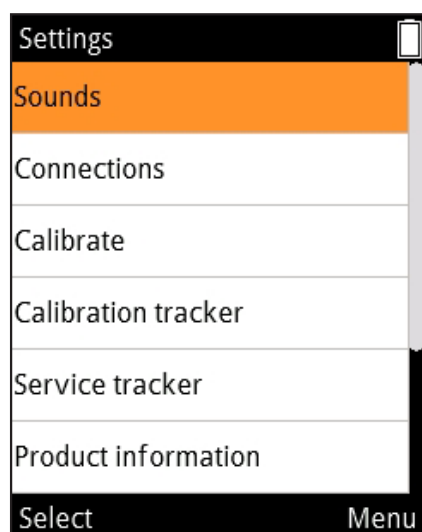 Settings
Sounds
Connections
Calibrate
Calibration tracker
Service tracker
Product information
Select Menu